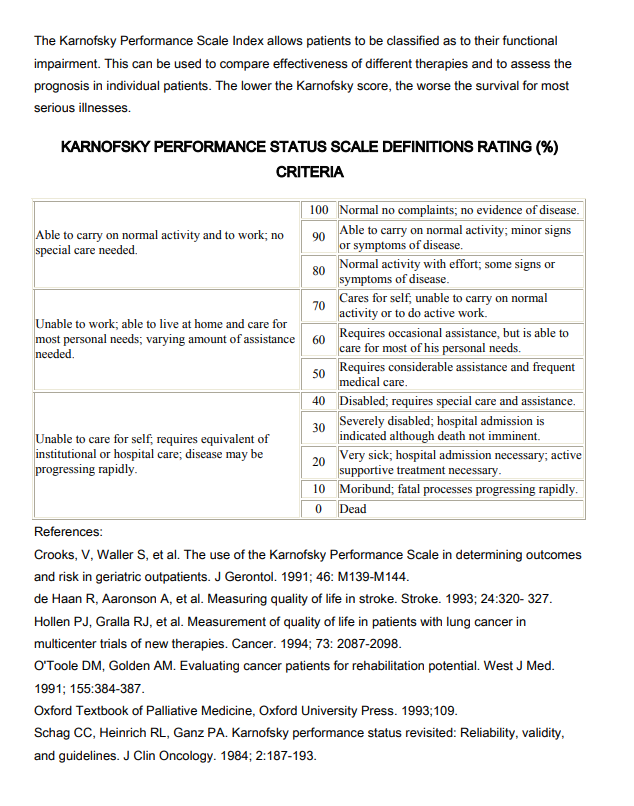 The Karnofsky Performance Scale Index allows patients to be classified as to their functional
impairment. This can be used to compare effectiveness of different therapies and to assess the
prognosis in individual patients. The lower the Karnofsky score, the worse the survival for most
serious illnesses.
KARNOFSKY PERFORMANCE STATUS SCALE DEFINITIONS RATING (%)
CRITERIA
Able to carry on normal activity and to work; no
special care needed.
100 Normal no complaints; no evidence of disease.
90 Able to carry on normal activity; minor signs
or symptoms of disease.
80 Normal activity with effort; some signs or
symptoms of disease.
Unable to work; able to live at home and care for
most personal needs; varying amount of assistance
needed.
70 Cares for self; unable to carry on normal
activity or to do active work.
60 Requires occasional assistance, but is able to
care for most of his personal needs.
50 Requires considerable assistance and frequent
medical care.
Unable to care for self; requires equivalent of
institutional or hospital care; disease may be
progressing rapidly.
40 Disabled; requires special care and assistance.
30 Severely disabled; hospital admission is
indicated although death not imminent.
20 Very sick; hospital admission necessary; active
supportive treatment necessary.
10 Moribund; fatal processes progressing rapidly.
0 Dead
References:
Crooks, V, Waller S, et al. The use of the Karnofsky Performance Scale in determining outcomes
and risk in geriatric outpatients. J Gerontol. 1991; 46: M139-M144.
de Haan R, Aaronson A, et al. Measuring quality of life in stroke. Stroke. 1993; 24:320- 327.
Hollen PJ, Gralla RJ, et al. Measurement of quality of life in patients with lung cancer in
multicenter trials of new therapies. Cancer. 1994; 73: 2087-2098.
O'Toole DM, Golden AM. Evaluating cancer patients for rehabilitation potential. West J Med.
1991; 155:384-387.
Oxford Textbook of Palliative Medicine, Oxford University Press. 1993;109.
Schag CC, Heinrich RL, Ganz PA. Karnofsky performance status revisited: Reliability, validity,
and guidelines. J Clin Oncology. 1984; 2:187-193.